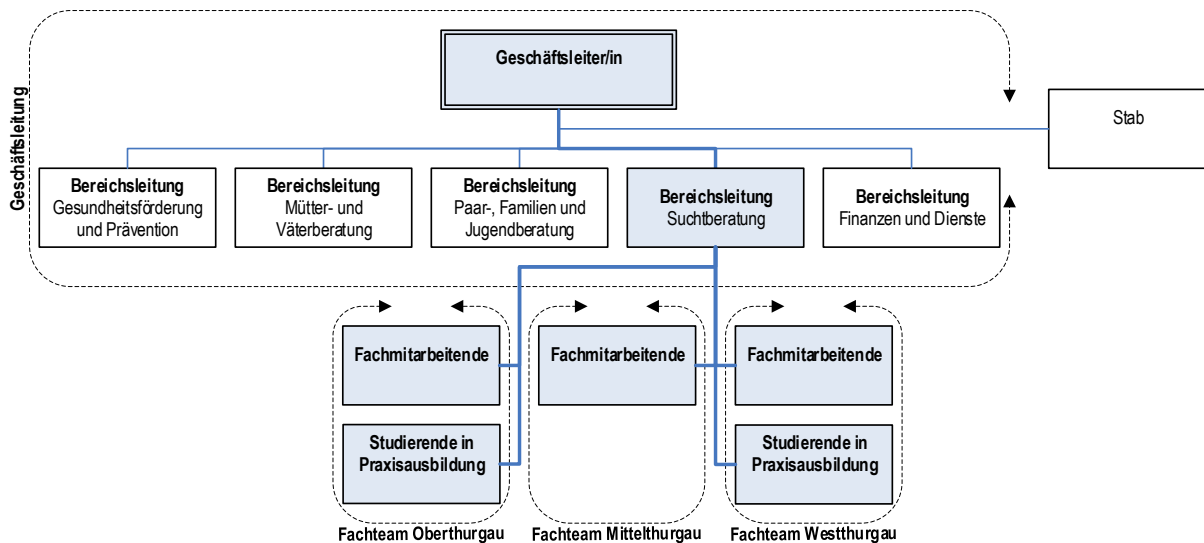 Geschäftsleitung
Geschäftsleiter/in
Stab
Bereichsleitung
Gesundheitsförderung
und Prävention
Bereichsleitung
Mütter- und
Väterberatung
Bereichsleitung
Paar-, Familien und
Jugendberatung
Bereichsleitung
Suchtberatung
Bereichsleitung
Finanzen und Dienste
Fachmitarbeitende
Fachmitarbeitende
Fachmitarbeitende
Studierende in
Praxisausbildung
Studierende in
Praxisausbildung
Fachteam Oberthurgau
Fachteam Mittelthurgau
Fachteam Westthurgau